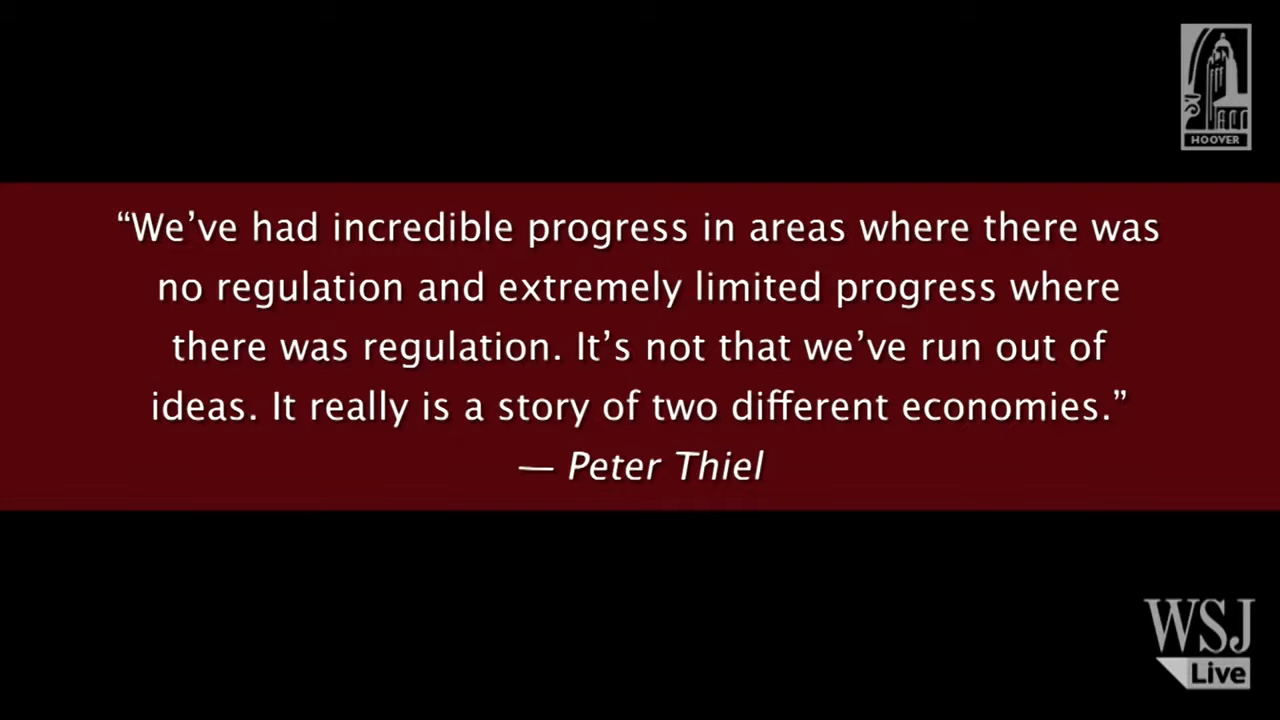 HOOVER
“We’ve had incredible progress in areas where there was
no regulation and extremely limited progress where
there was regulation. It’s not that we’ve run out of
ideas. It really is a story of two different economies.”
— Peter Thiel
WSJ
Live